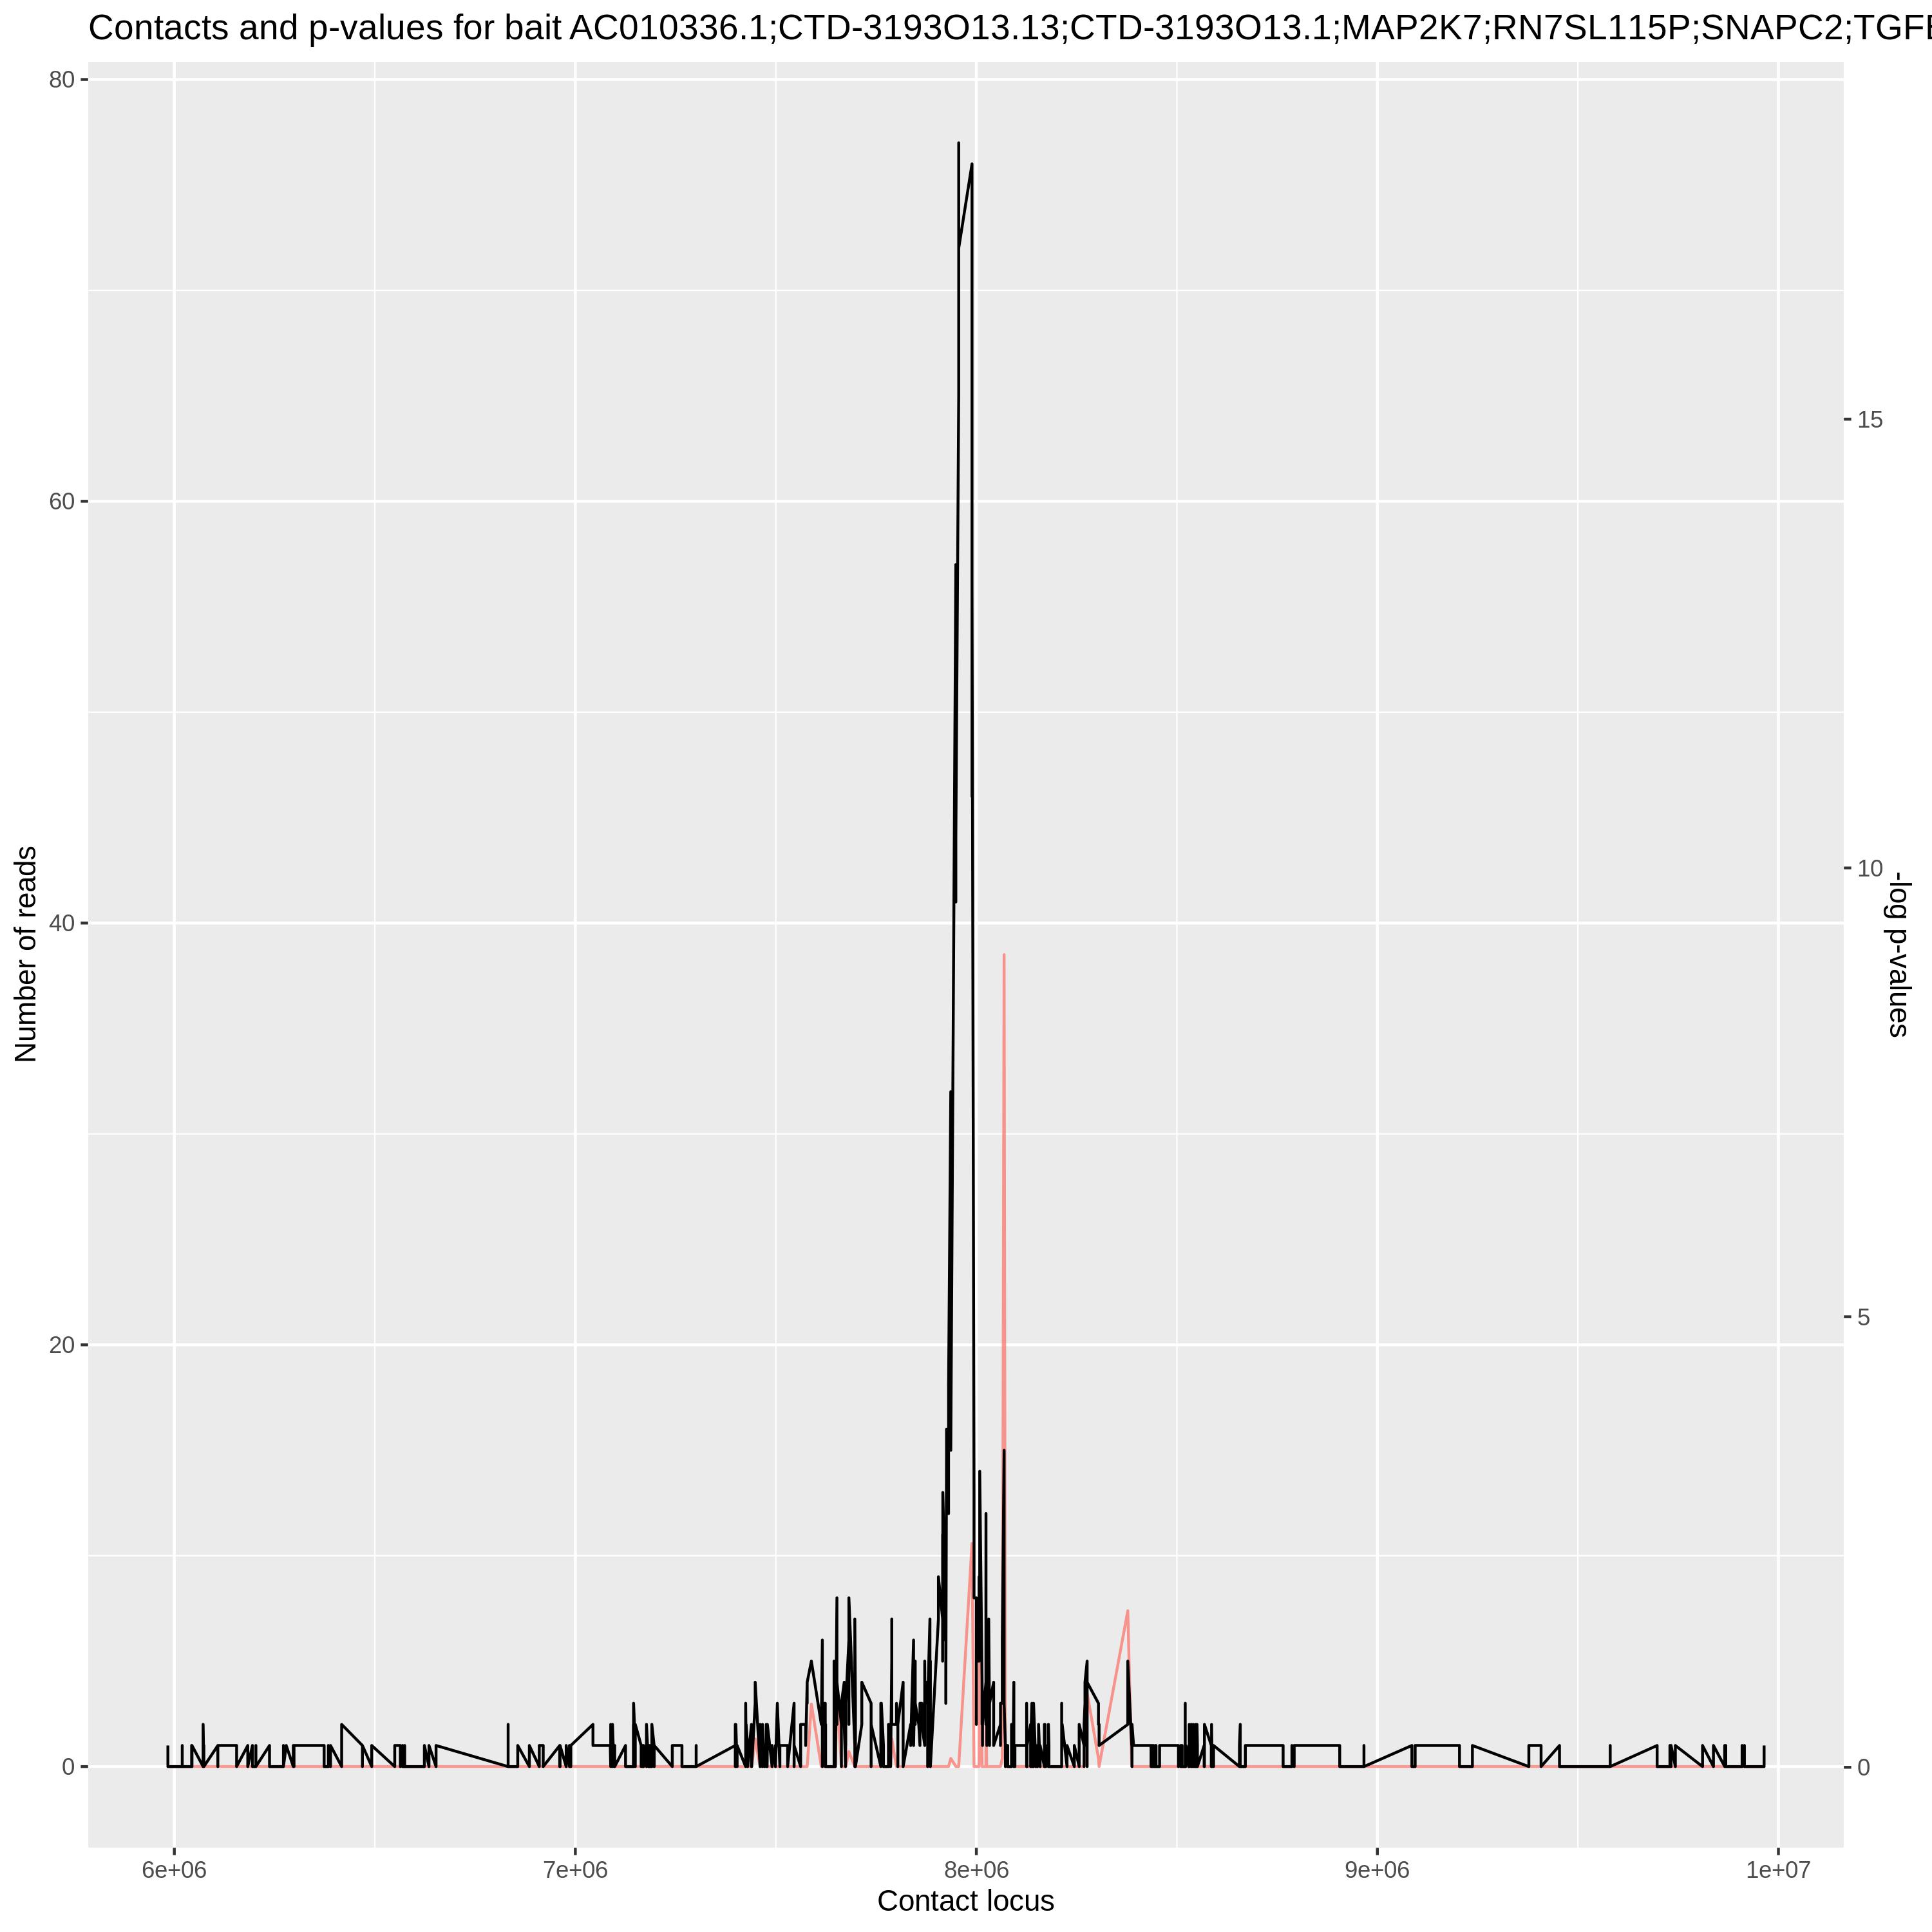 Contacts and p-values for bait AC010336.1;CTD-3193O13.13;CTD-3193O13.1;MAP2K7;RN7SL115P;SNAPC2;TGFB
80
60
40
20
0
Number of reads
15
10
5
0
-log p-values
6e+06 7e+06 8e+06 9e+06 1e+07
Contact locus